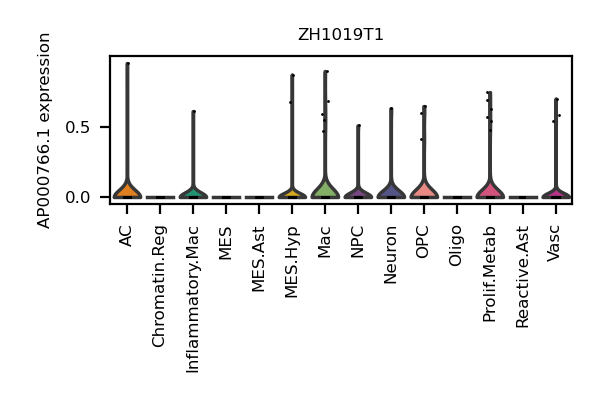 ZH1019T1
AP000766.1 expression
0.5
0.0
AC
Chromatin.Reg
Inflammatory.Mac
MES
MES.Ast
MES.Hyp
Mac
NPC
Neuron
OPC
Oligo
Prolif.Metab
Reactive.Ast
Vasc